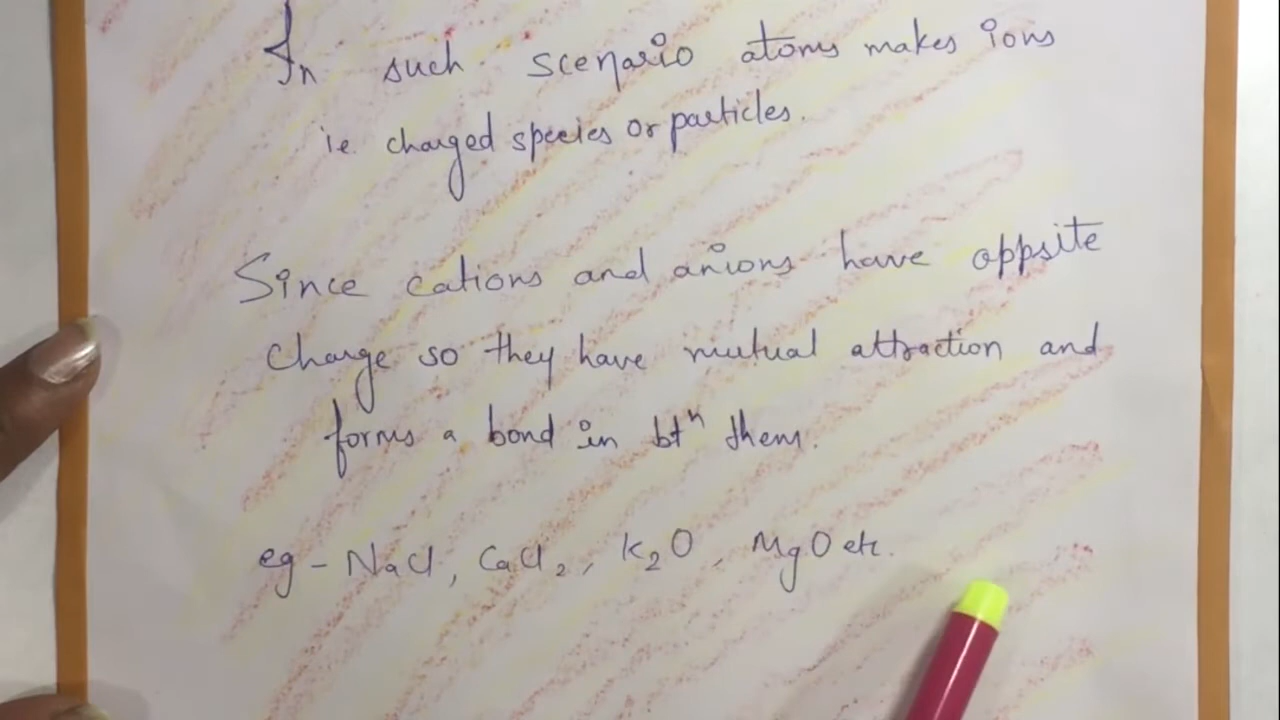 In such scenario atoms makes ions
ie. charged species or particles.
Since cations and anions have oppsite
charge so they have mutual attraction and
forms a bond in btⁿ them.
eg - NaCl, CaCl₂, K₂O, MgO etc.